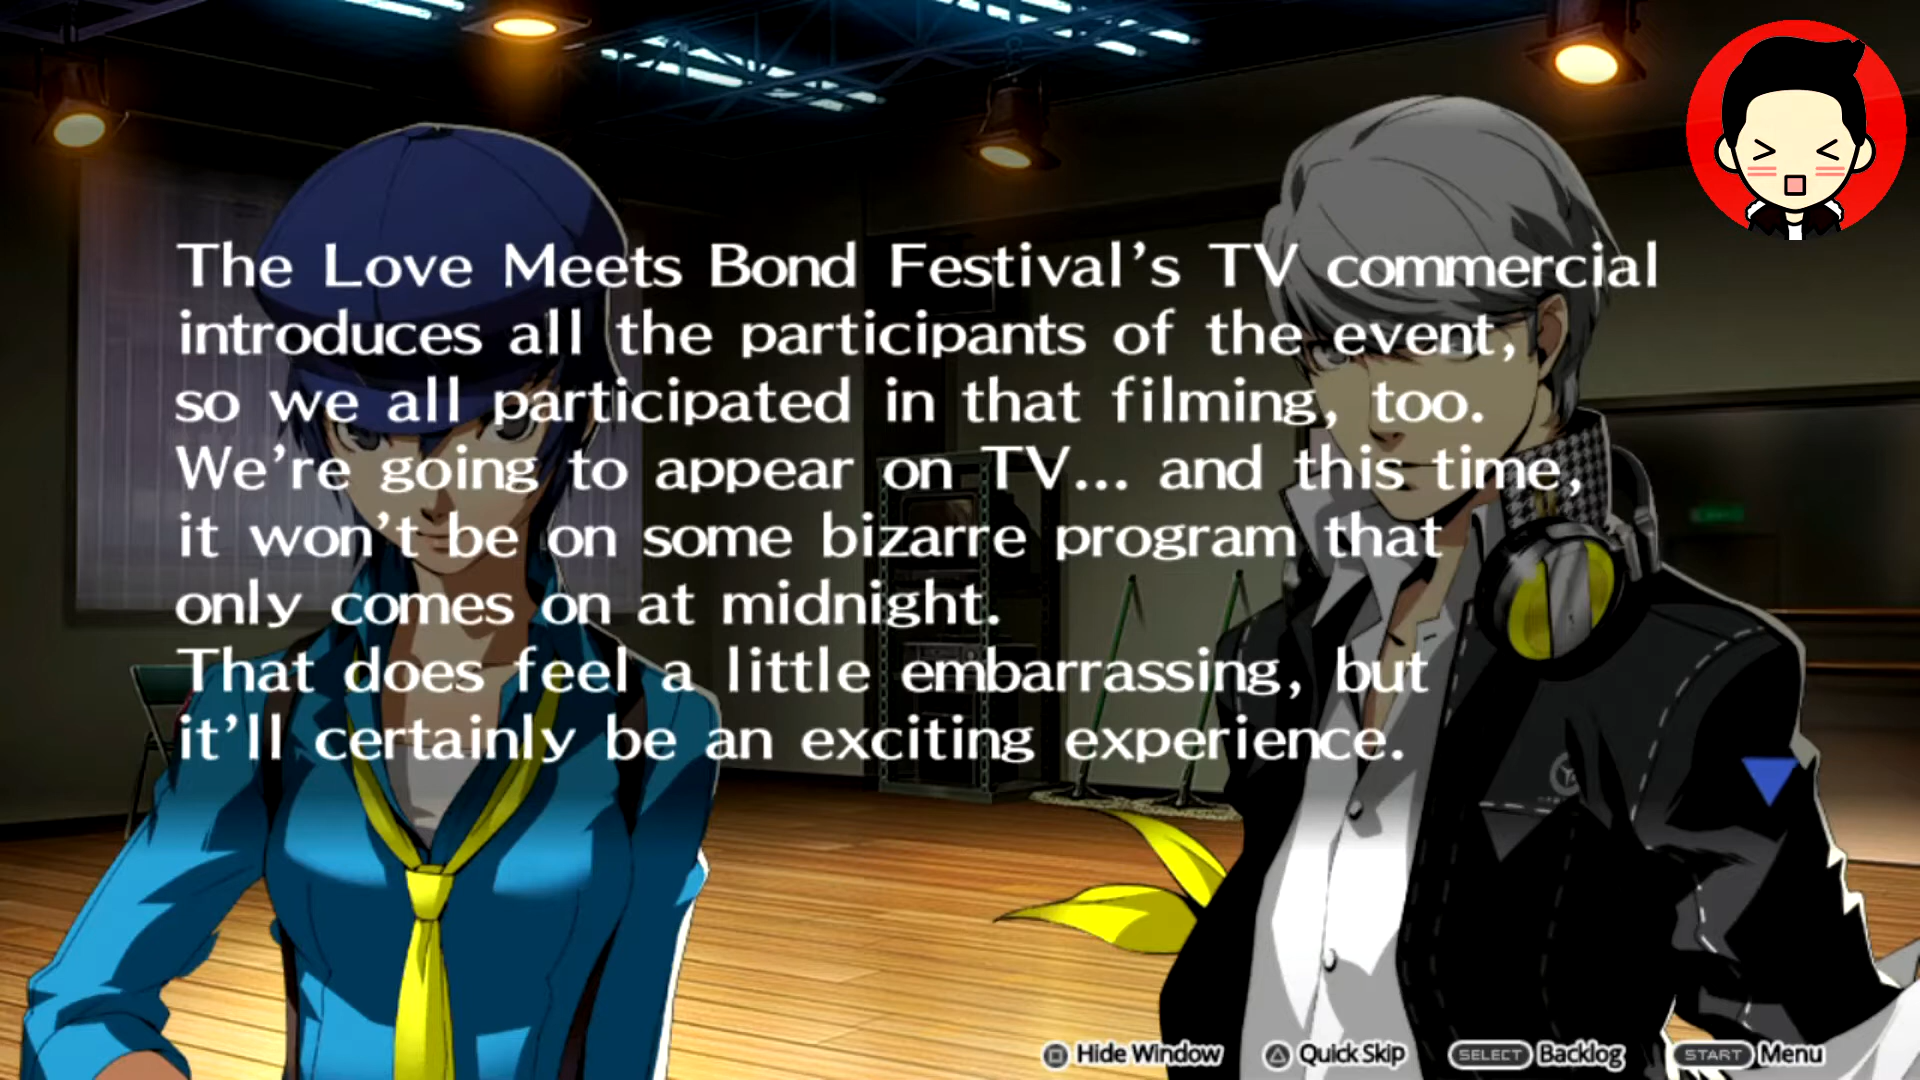 The Love Meets Bond Festival's TV commercial
introduces all the participants of the event,
so we all participated in that filming, too.
We're going to appear on TV... and this time,
it won't be on some bizarre program that
only comes on at midnight.
That does feel a little embarrassing, but
it'll certainly be an exciting experience.
Hide Window Quick Skip SELECT Backlog START Menu